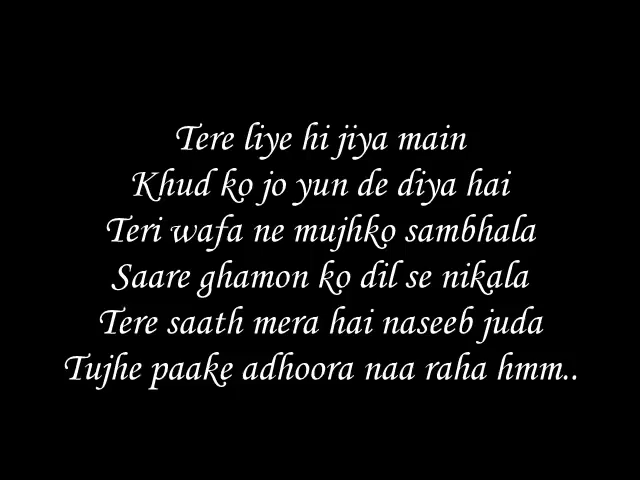 Tere liye hi jiya main
Khud ko jo yun de diya hai
Teri wafa ne mujhko sambhala
Saare ghamon ko dil se nikala
Tere saath mera hai naseeb juda
Tujhe paake adhoora naa raha hmm..